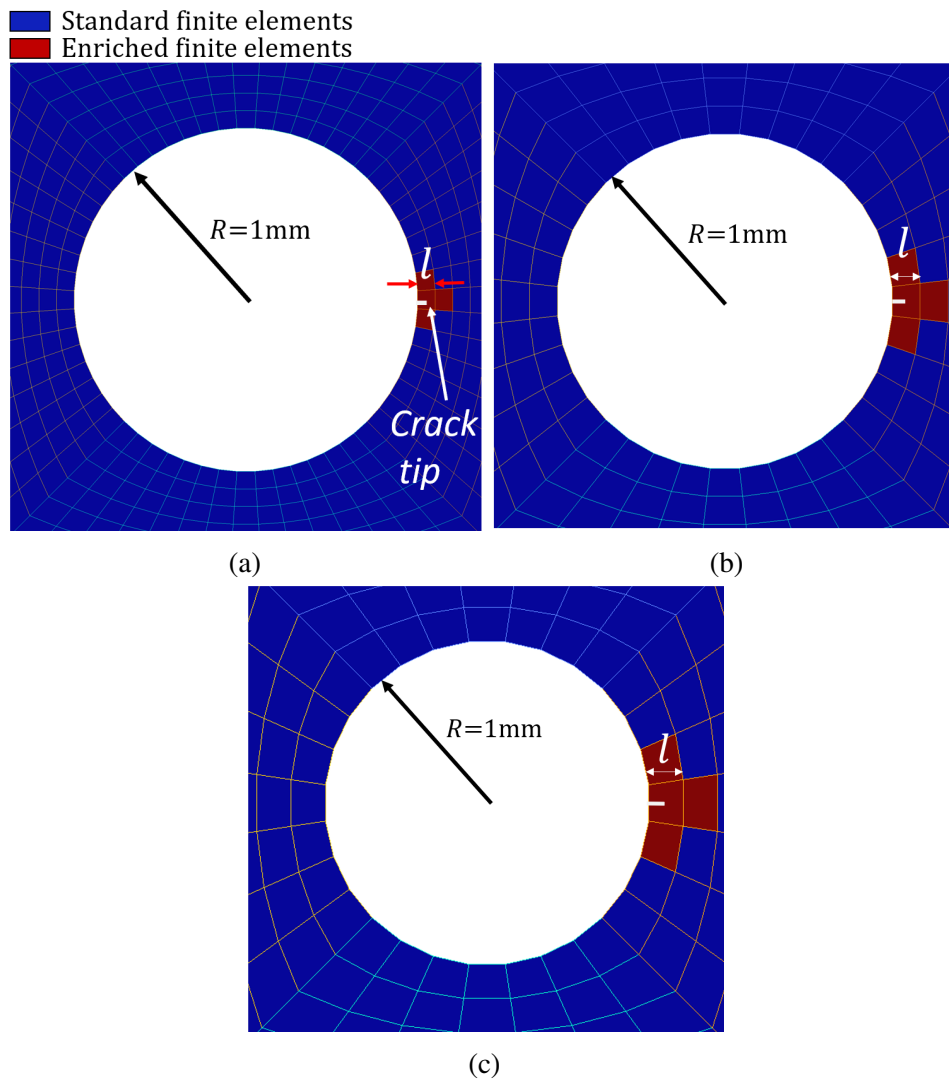 Standard finite elements
Enriched finite elements
R=1mm
l
Crack
tip
(a)
R=1mm
l
(b)
R=1mm
l
(c)